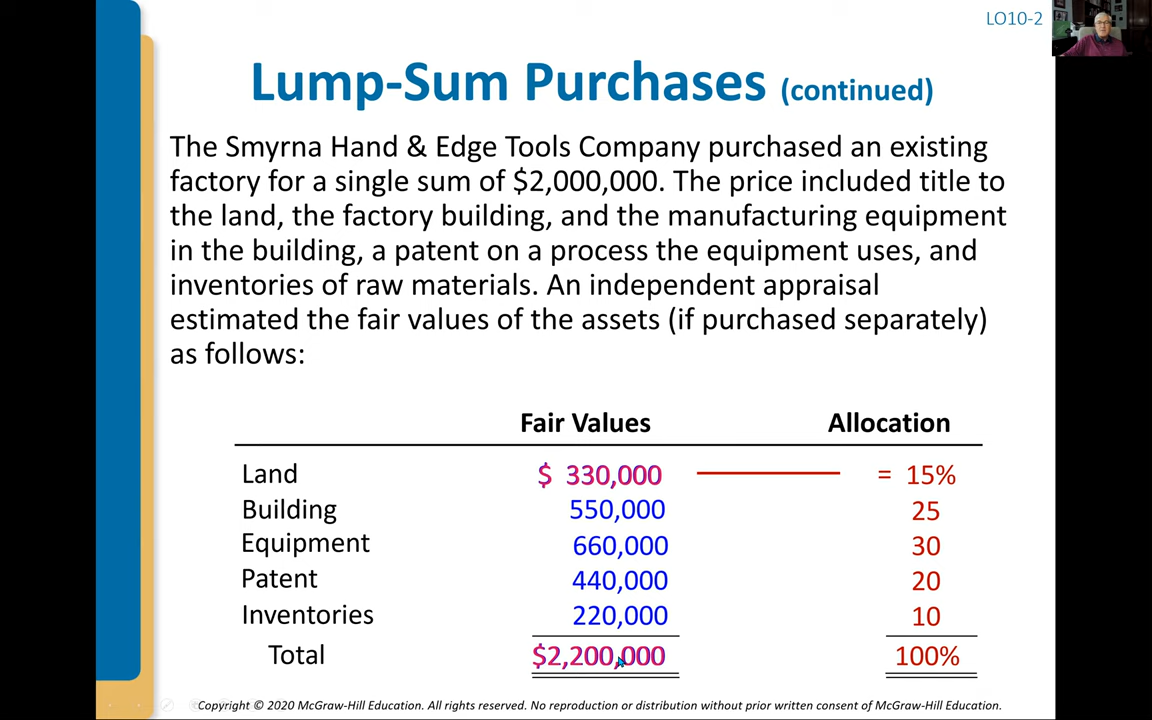 LO10-2
Lump-Sum Purchases (continued)
The Smyrna Hand & Edge Tools Company purchased an existing
factory for a single sum of $2,000,000. The price included title to
the land, the factory building, and the manufacturing equipment
in the building, a patent on a process the equipment uses, and
inventories of raw materials. An independent appraisal
estimated the fair values of the assets (if purchased separately)
as follows:
Fair Values Allocation
Land $ 330,000 = 15%
Building 550,000 25
Equipment 660,000 30
Patent 440,000 20
Inventories 220,000 10
Total $2,200,000 100%
Copyright © 2020 McGraw-Hill Education. All rights reserved. No reproduction or distribution without prior written consent of McGraw-Hill Education.